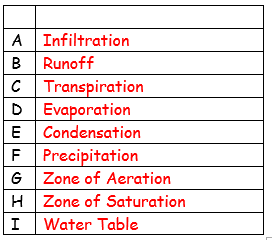 A Infiltration
B Runoff
C Transpiration
D Evaporation
E Condensation
F Precipitation
G Zone of Aeration
H Zone of Saturation
I Water Table